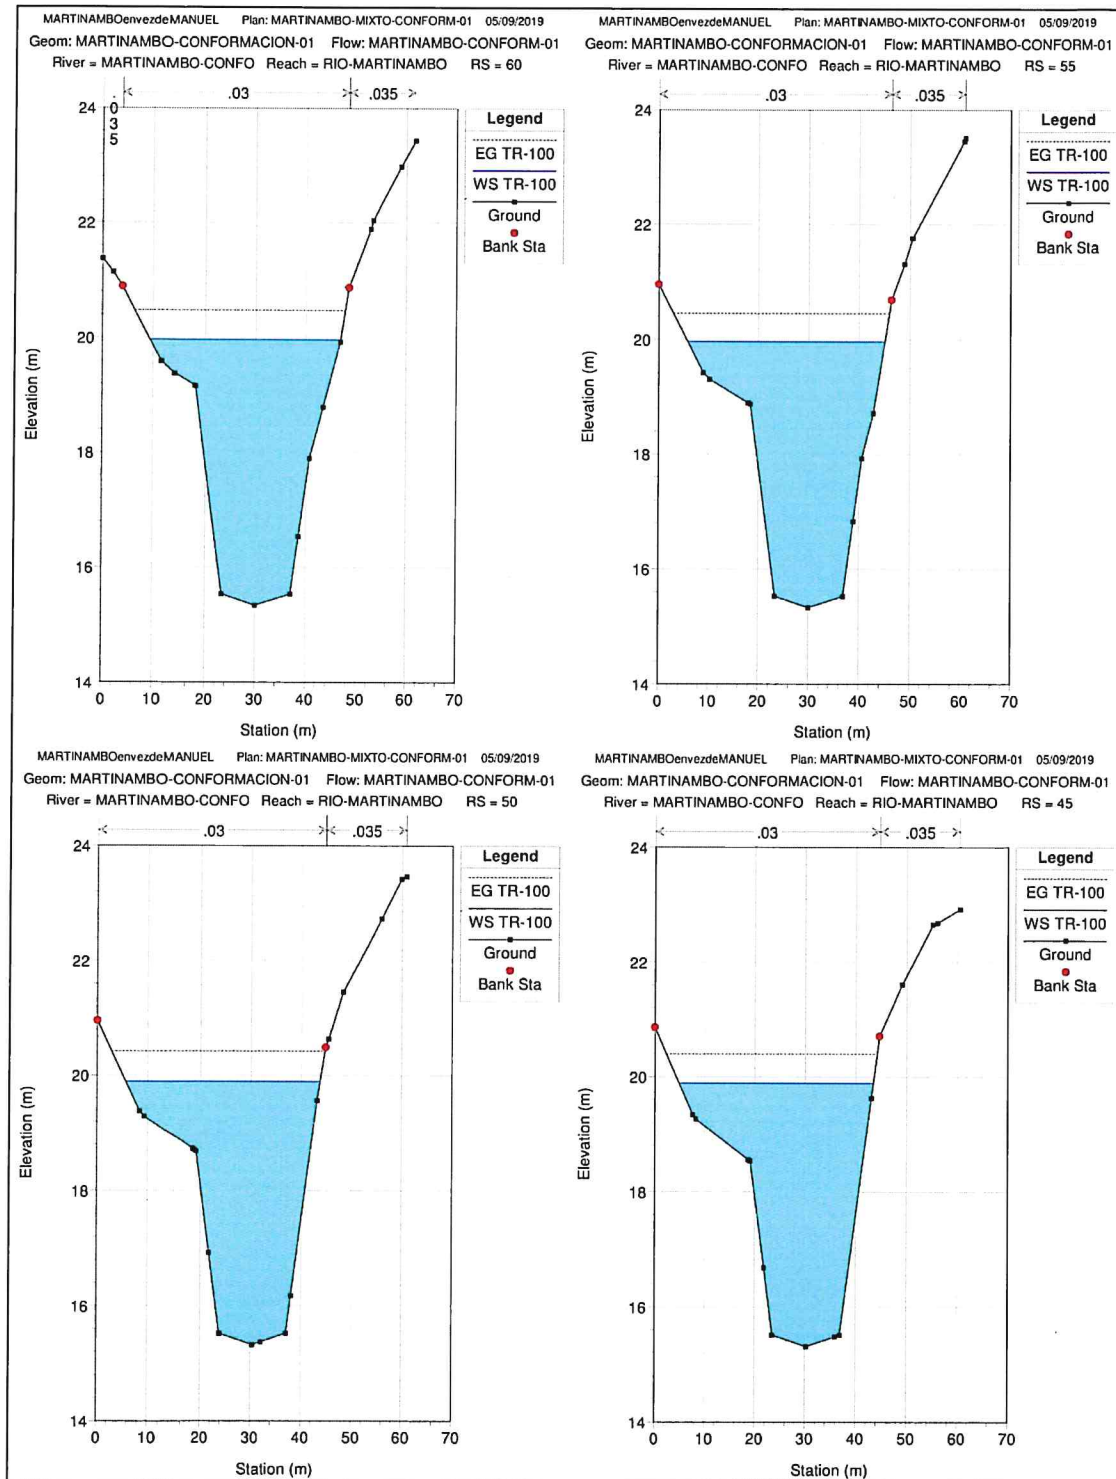 MARTINAMBOenvezdeMANUEL Plan: MARTINAMBO-MIXTO-CONFORM-01 05/09/2019
Geom: MARTINAMBO-CONFORMACION-01 Flow: MARTINAMBO-CONFORM-01
River = MARTINAMBO-CONFO Reach = RIO-MARTINAMBO RS = 60
.035
.03
.035
Legend
EG TR-100
WS TR-100
Ground
Bank Sta
24
22
20
18
16
14
Elevation (m)
0 10 20 30 40 50 60 70
Station (m)
MARTINAMBOenvezdeMANUEL Plan: MARTINAMBO-MIXTO-CONFORM-01 05/09/2019
Geom: MARTINAMBO-CONFORMACION-01 Flow: MARTINAMBO-CONFORM-01
River = MARTINAMBO-CONFO Reach = RIO-MARTINAMBO RS = 55
.03
.035
Legend
EG TR-100
WS TR-100
Ground
Bank Sta
24
22
20
18
16
14
Elevation (m)
0 10 20 30 40 50 60 70
Station (m)
MARTINAMBOenvezdeMANUEL Plan: MARTINAMBO-MIXTO-CONFORM-01 05/09/2019
Geom: MARTINAMBO-CONFORMACION-01 Flow: MARTINAMBO-CONFORM-01
River = MARTINAMBO-CONFO Reach = RIO-MARTINAMBO RS = 50
.03
.035
Legend
EG TR-100
WS TR-100
Ground
Bank Sta
24
22
20
18
16
14
Elevation (m)
0 10 20 30 40 50 60 70
Station (m)
MARTINAMBOenvezdeMANUEL Plan: MARTINAMBO-MIXTO-CONFORM-01 05/09/2019
Geom: MARTINAMBO-CONFORMACION-01 Flow: MARTINAMBO-CONFORM-01
River = MARTINAMBO-CONFO Reach = RIO-MARTINAMBO RS = 45
.03
.035
Legend
EG TR-100
WS TR-100
Ground
Bank Sta
24
22
20
18
16
14
Elevation (m)
0 10 20 30 40 50 60 70
Station (m)